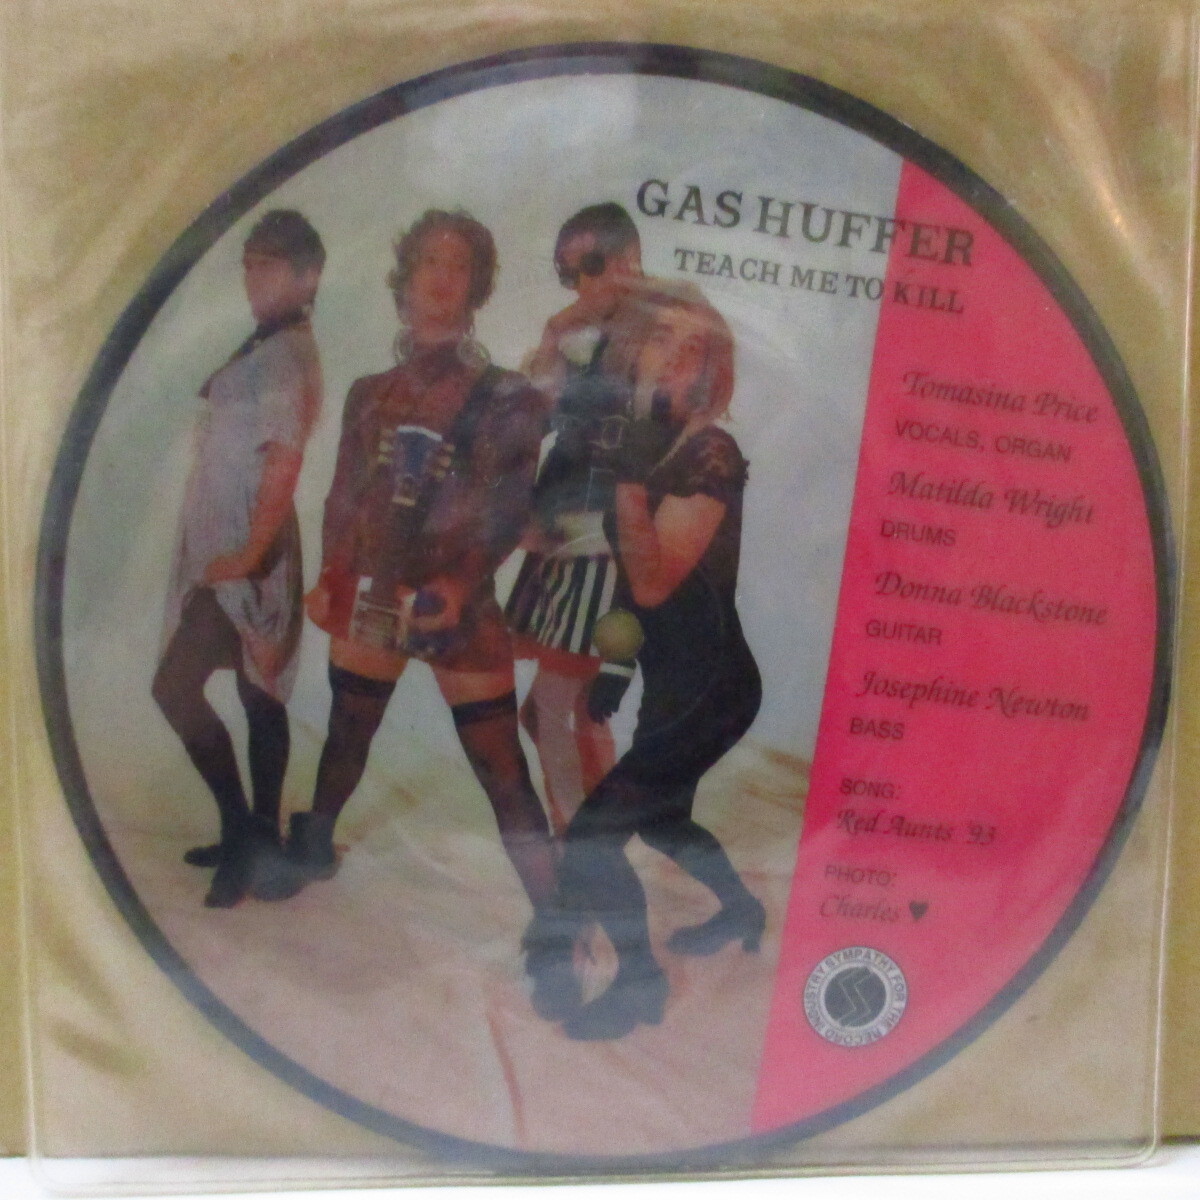 GAS HUFFER
TEACH ME TO KILL
Tomasina Price
VOCALS, ORGAN
Matilda Wright
DRUMS
Donna Blackstone
GUITAR
Josephine Newton
BASS
SONG:
Red Aunts '93
PHOTO:
Charles ♥
SYMPATHY FOR THE RECORD INDUSTRY